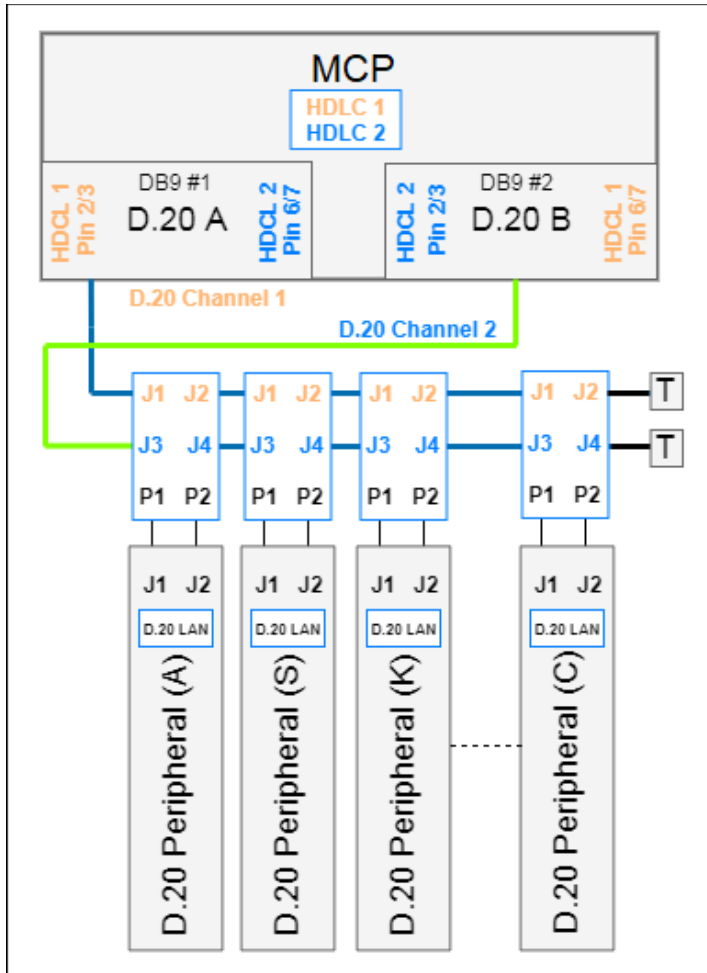 MCP
HDLC 1
HDLC 2
HDCL 1
Pin 2/3
DB9 #1
D.20 A
HDCL 2
Pin 6/7
HDCL 2
Pin 2/3
DB9 #2
D.20 B
HDCL 1
Pin 6/7
D.20 Channel 1
D.20 Channel 2
J1 J2 J1 J2 J1 J2 J1 J2 T
J3 J4 J3 J4 J3 J4 J3 J4 T
P1 P2 P1 P2 P1 P2 P1 P2
J1 J2 J1 J2 J1 J2 J1 J2
D.20 LAN D.20 LAN D.20 LAN D.20 LAN
D.20 Peripheral (A)
D.20 Peripheral (S)
D.20 Peripheral (K)
D.20 Peripheral (C)